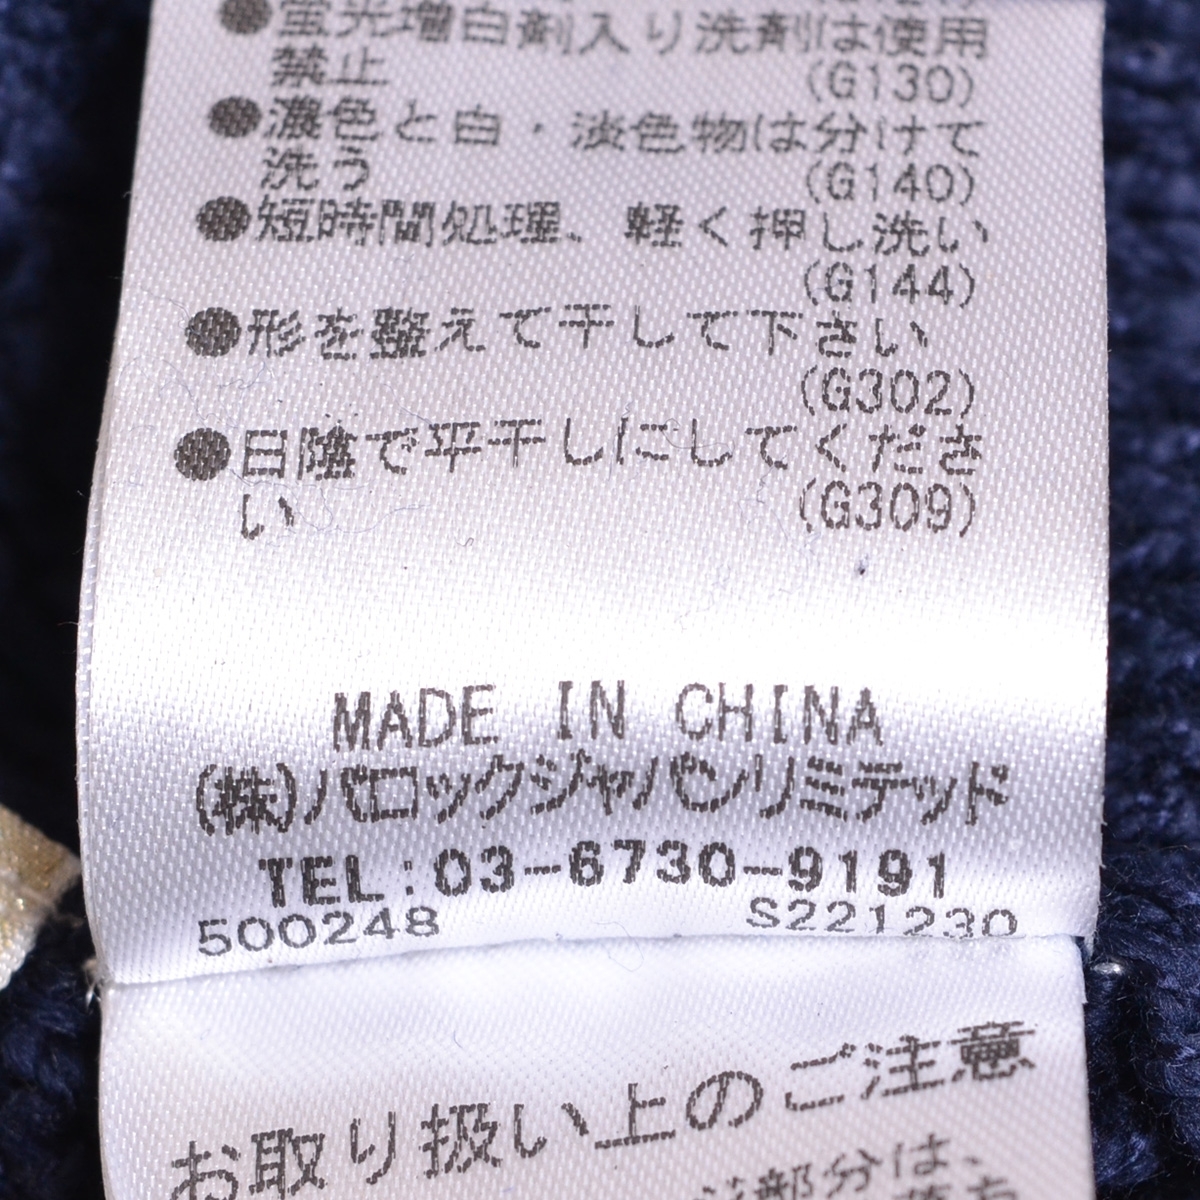 ●蛍光増白剤入り洗剤は使用
禁止 (G130)
●濃色と白・淡色物は分けて
洗う (G140)
●短時間処理、軽く押し洗い
(G144)
●形を整えて干して下さい
(G302)
●日陰で平干しにしてくださ
い (G309)
MADE IN CHINA
(株)バロックジャパンリミテッド
TEL:03-6730-9191
500248 S221230
お取り扱い上のご注意
部分は、